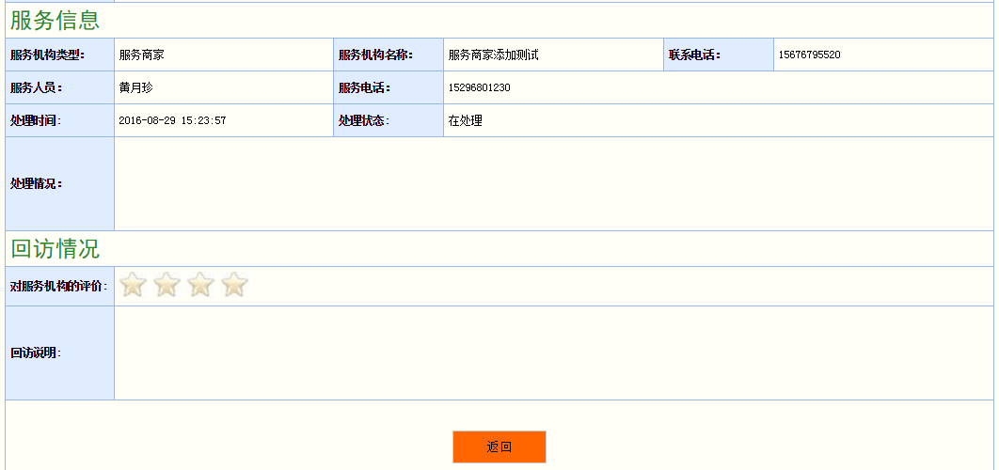 服务信息
服务机构类型： 服务商家 服务机构名称： 服务商家添加测试 联系电话： 15676795520
服务人员： 黄月珍 服务电话： 15296801230
处理时间: 2016-08-29 15:23:57 处理状态: 在处理
处理情况：
回访情况
对服务机构的评价:
回访说明:
返回